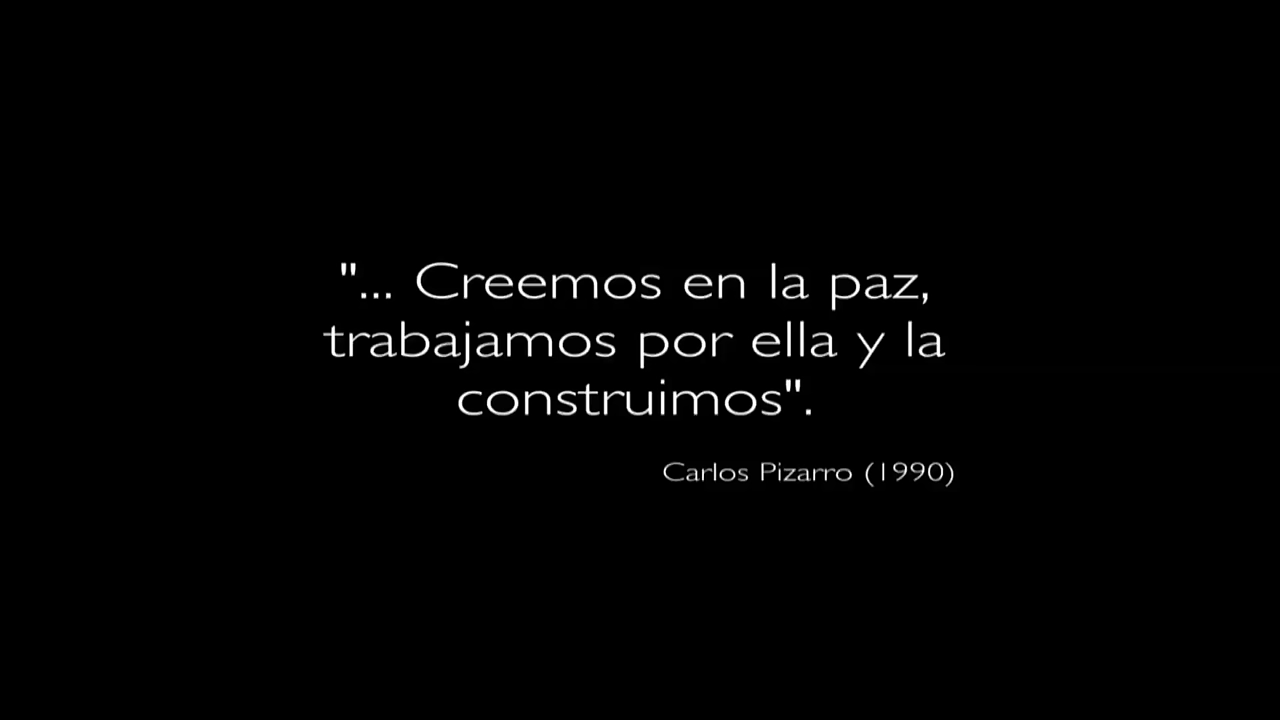 "... Creemos en la paz,
trabajamos por ella y la
construimos".
Carlos Pizarro (1990)